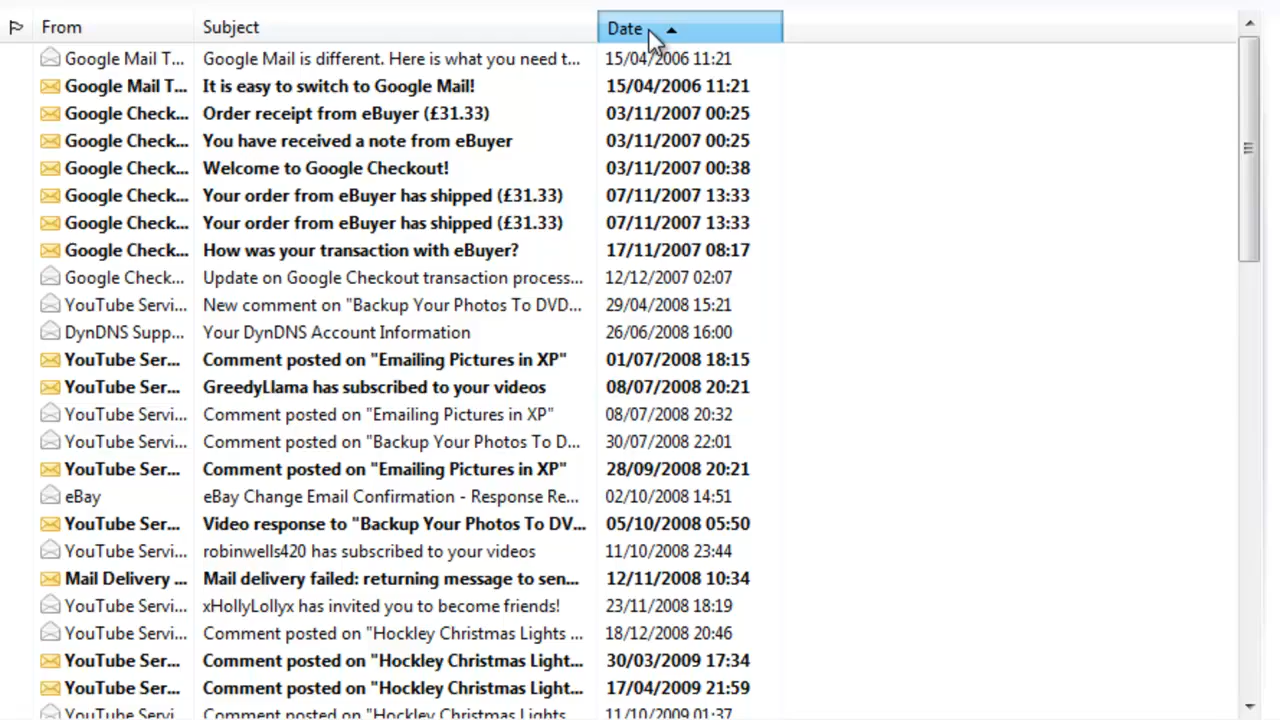 From Subject Date
Google Mail T... Google Mail is different. Here is what you need t... 15/04/2006 11:21
Google Mail T... It is easy to switch to Google Mail! 15/04/2006 11:21
Google Check... Order receipt from eBuyer (£31.33) 03/11/2007 00:25
Google Check... You have received a note from eBuyer 03/11/2007 00:25
Google Check... Welcome to Google Checkout! 03/11/2007 00:38
Google Check... Your order from eBuyer has shipped (£31.33) 07/11/2007 13:33
Google Check... Your order from eBuyer has shipped (£31.33) 07/11/2007 13:33
Google Check... How was your transaction with eBuyer? 17/11/2007 08:17
Google Check... Update on Google Checkout transaction process... 12/12/2007 02:07
YouTube Servi... New comment on "Backup Your Photos To DVD... 29/04/2008 15:21
DynDNS Supp... Your DynDNS Account Information 26/06/2008 16:00
YouTube Ser... Comment posted on "Emailing Pictures in XP" 01/07/2008 18:15
YouTube Ser... GreedyLlama has subscribed to your videos 08/07/2008 20:21
YouTube Servi... Comment posted on "Emailing Pictures in XP" 08/07/2008 20:32
YouTube Servi... Comment posted on "Backup Your Photos To D... 30/07/2008 22:01
YouTube Ser... Comment posted on "Emailing Pictures in XP" 28/09/2008 20:21
eBay eBay Change Email Confirmation - Response Re... 02/10/2008 14:51
YouTube Ser... Video response to "Backup Your Photos To DV... 05/10/2008 05:50
YouTube Servi... robinwells420 has subscribed to your videos 11/10/2008 23:44
Mail Delivery ... Mail delivery failed: returning message to sen... 12/11/2008 10:34
YouTube Servi... xHollyLollyx has invited you to become friends! 23/11/2008 18:19
YouTube Servi... Comment posted on "Hockley Christmas Lights ... 18/12/2008 20:46
YouTube Ser... Comment posted on "Hockley Christmas Light... 30/03/2009 17:34
YouTube Ser... Comment posted on "Hockley Christmas Light... 17/04/2009 21:59
YouTube Servi... Comment posted on "Hockley Christmas Lights ... 11/10/2009 01:37